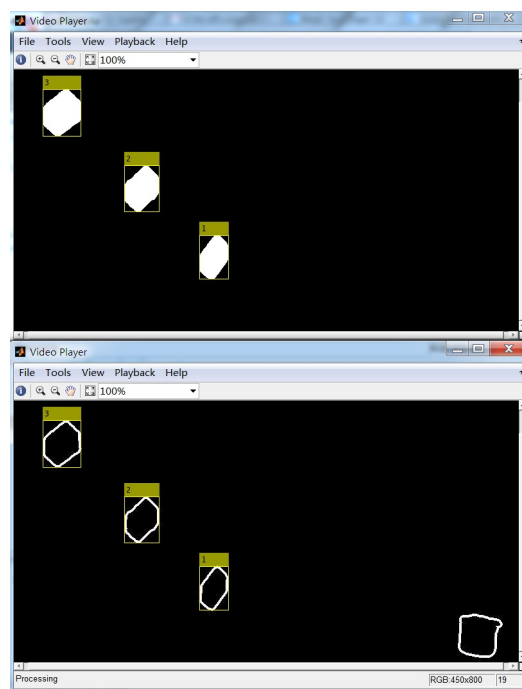 Video Player
File Tools View Playback Help
100%
3
2
1
Video Player
File Tools View Playback Help
100%
3
2
1
Processing RGB:450x800 19